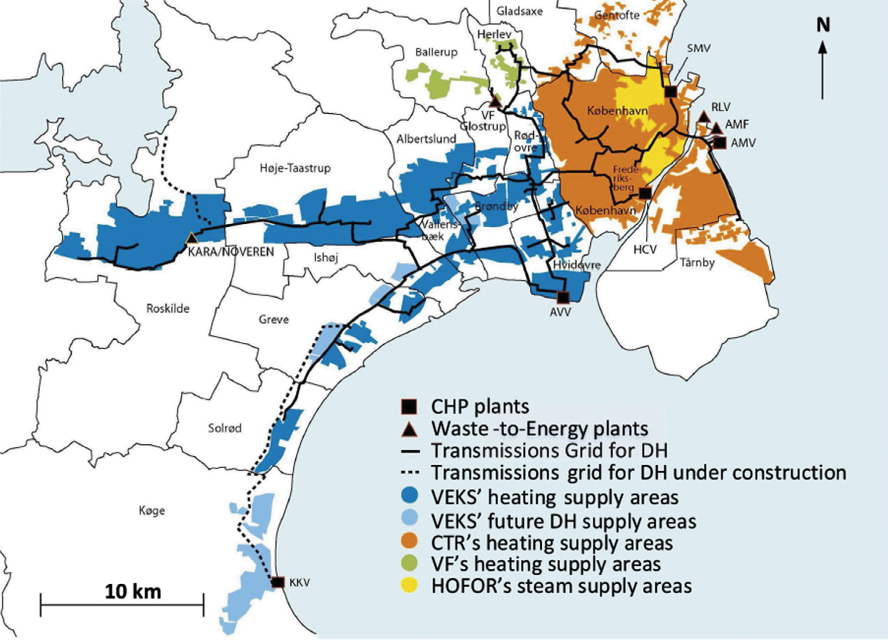 Gladsaxe
Gentofte
N
Herlev
SMV
Ballerup
København
RLV
VF
AMF
Glostrup
Albertslund
Rød-
ovre
AMV
Høje-Taastrup
Frede-
riks-
berg
Brøndby
København
Vallens-
bæk
KARA/NOVEREN
HCV
Ishøj
Hvidovre
Tårnby
Roskilde
AVV
Greve
CHP plants
Waste -to-Energy plants
Solrød
Transmissions Grid for DH
Transmissions grid for DH under construction
VEKS' heating supply areas
Køge
VEKS' future DH supply areas
CTR's heating supply areas
VF's heating supply areas
KKV
HOFOR's steam supply areas
10 km